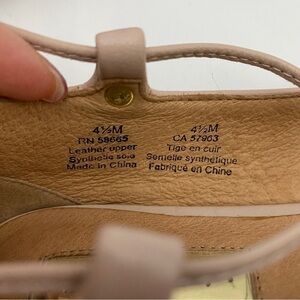 4½M 4½M
RN 58665 CA 57903
Leather upper Tige en cuir
Synthetic sole Semelle synthétique
Made in China Fabriqué en Chine